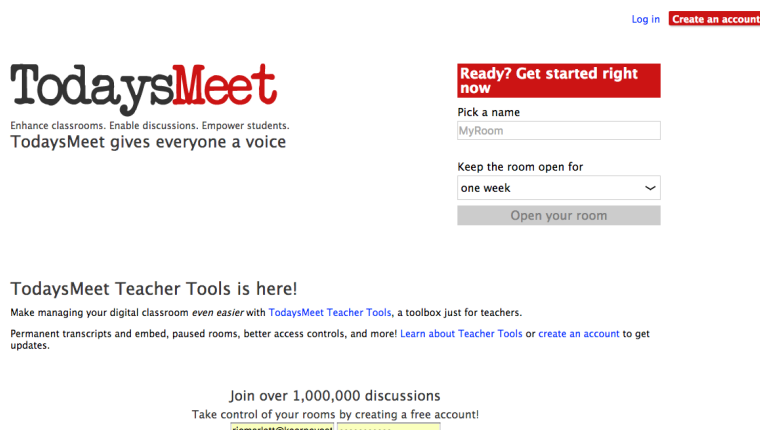 Log in Create an account
TodaysMeet
Enhance classrooms. Enable discussions. Empower students.
TodaysMeet gives everyone a voice
Ready? Get started right
now
Pick a name
MyRoom
Keep the room open for
one week
Open your room
TodaysMeet Teacher Tools is here!
Make managing your digital classroom even easier with TodaysMeet Teacher Tools, a toolbox just for teachers.
Permanent transcripts and embed, paused rooms, better access controls, and more! Learn about Teacher Tools or create an account to get
updates.
Join over 1,000,000 discussions
Take control of your rooms by creating a free account!